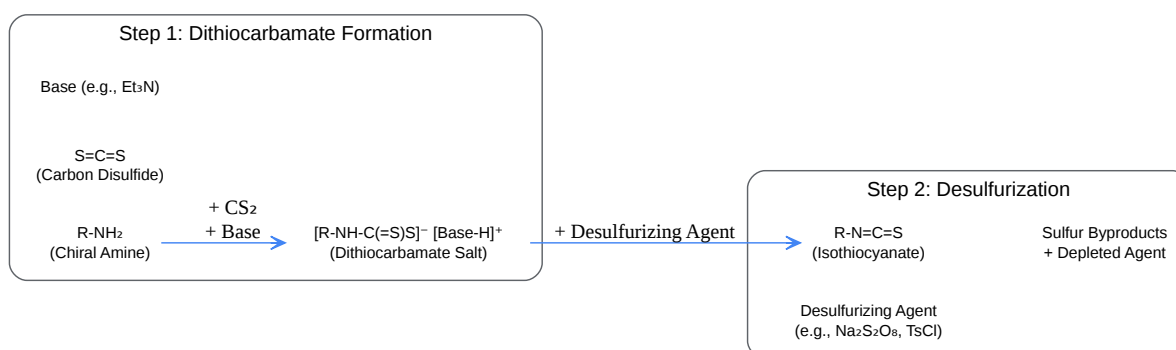 Step 1: Dithiocarbamate Formation
Base (e.g., Et₃N)
S=C=S
(Carbon Disulfide)
R-NH₂
(Chiral Amine)
+ CS₂
+ Base
[R-NH-C(=S)S]⁻ [Base-H]⁺
(Dithiocarbamate Salt)
+ Desulfurizing Agent
Step 2: Desulfurization
R-N=C=S
(Isothiocyanate)
Sulfur Byproducts
+ Depleted Agent
Desulfurizing Agent
(e.g., Na₂S₂O₈, TsCl)